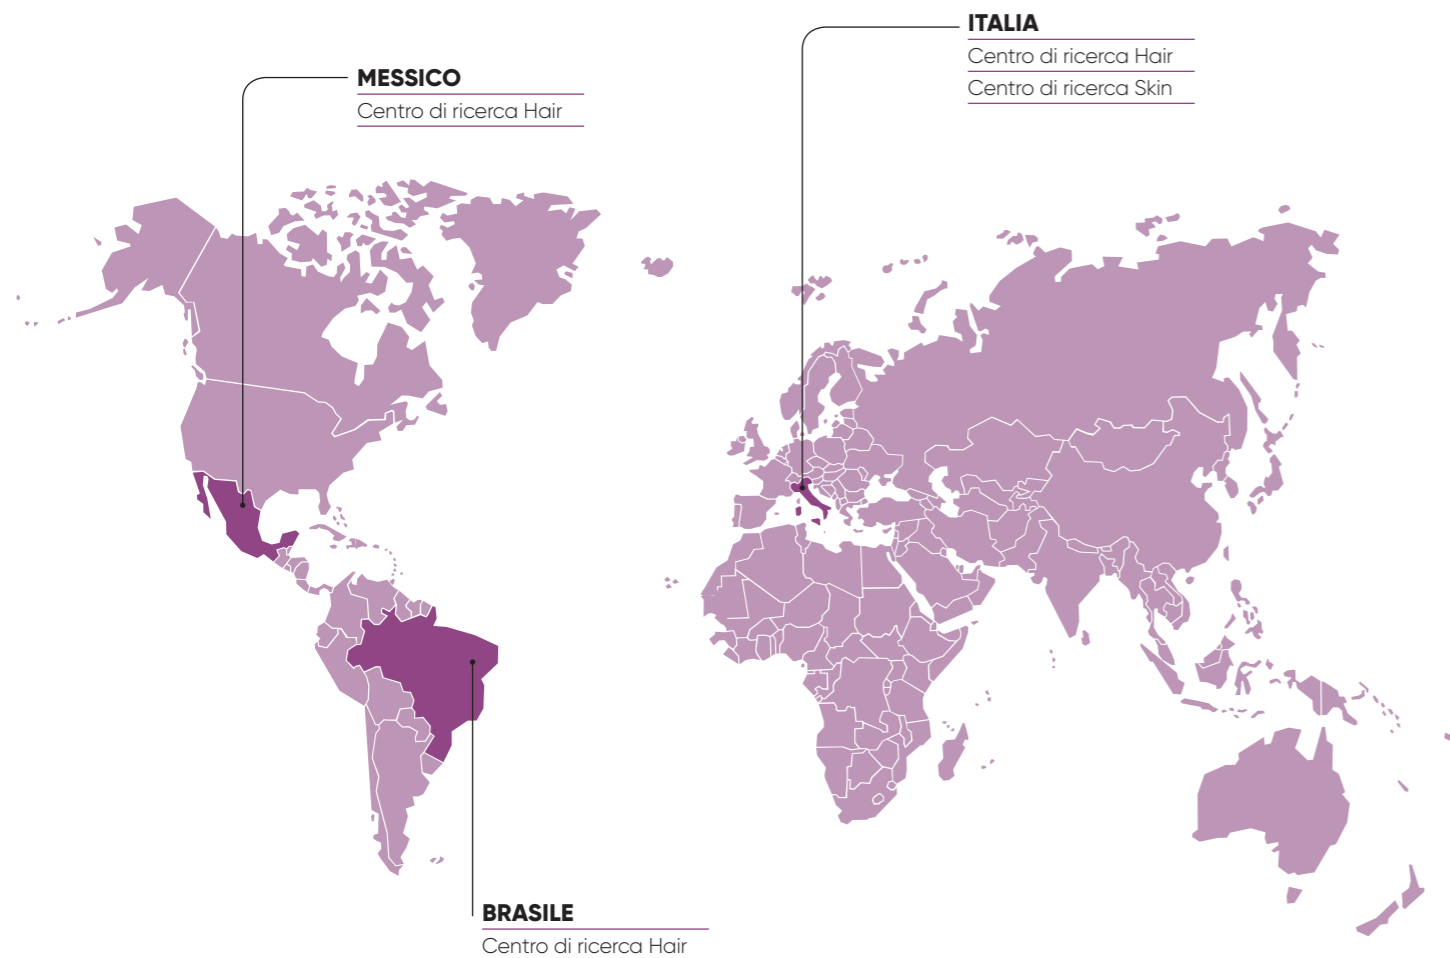 ITALIA
Centro di ricerca Hair
Centro di ricerca Skin
MESSICO
Centro di ricerca Hair
BRASILE
Centro di ricerca Hair